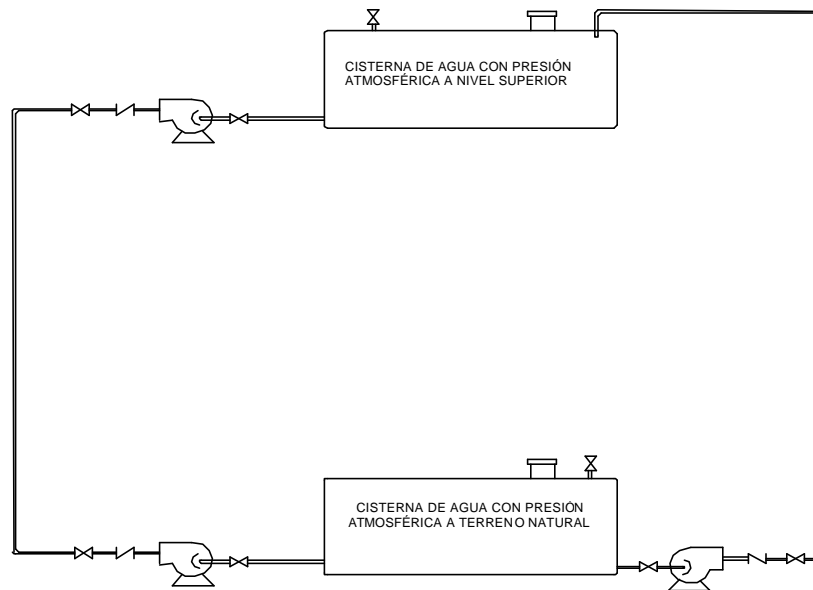 CISTERNA DE AGUA CON PRESIÓN
ATMOSFÉRICA A NIVEL SUPERIOR
CISTERNA DE AGUA CON PRESIÓN
ATMOSFÉRICA A TERRENO NATURAL